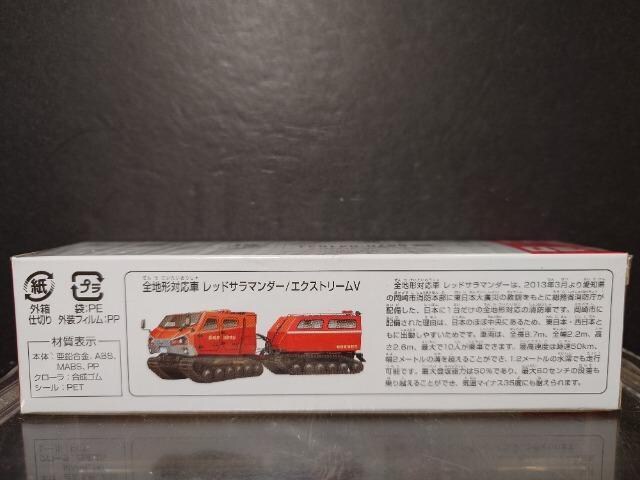 紙
プラ
外箱
仕切り
袋:PE
外装フィルム:PP
材質表示
本体:亜鉛合金、ABS、
MABS、PP
クローラ:合成ゴム
シール:PET
ぜんちけいたいおうしゃ
全地形対応車 レッドサラマンダー/エクストリームV
全地形対応車 レッドサラマンダーは、2013年3月より愛知県
の岡崎市消防本部に東日本大震災の教訓をもとに総務省消防庁が
配備した、日本に1台だけの全地形対応の消防車です。岡崎市に
配備された理由は、日本のほぼ中央にあるため、東日本・西日本とも
に出動しやすいためです。車両は、全長8.7m、全幅2.2m、高
さ2.6m、最大で10人が乗車できます。最高速度は時速50km、
幅2メートルの溝を越えることができ、1.2メートルの水深でも走行
可能です。最大登坂能力は50%であり、最大60センチの段差も
乗り越えることができ、気温マイナス35度にも耐えられます。